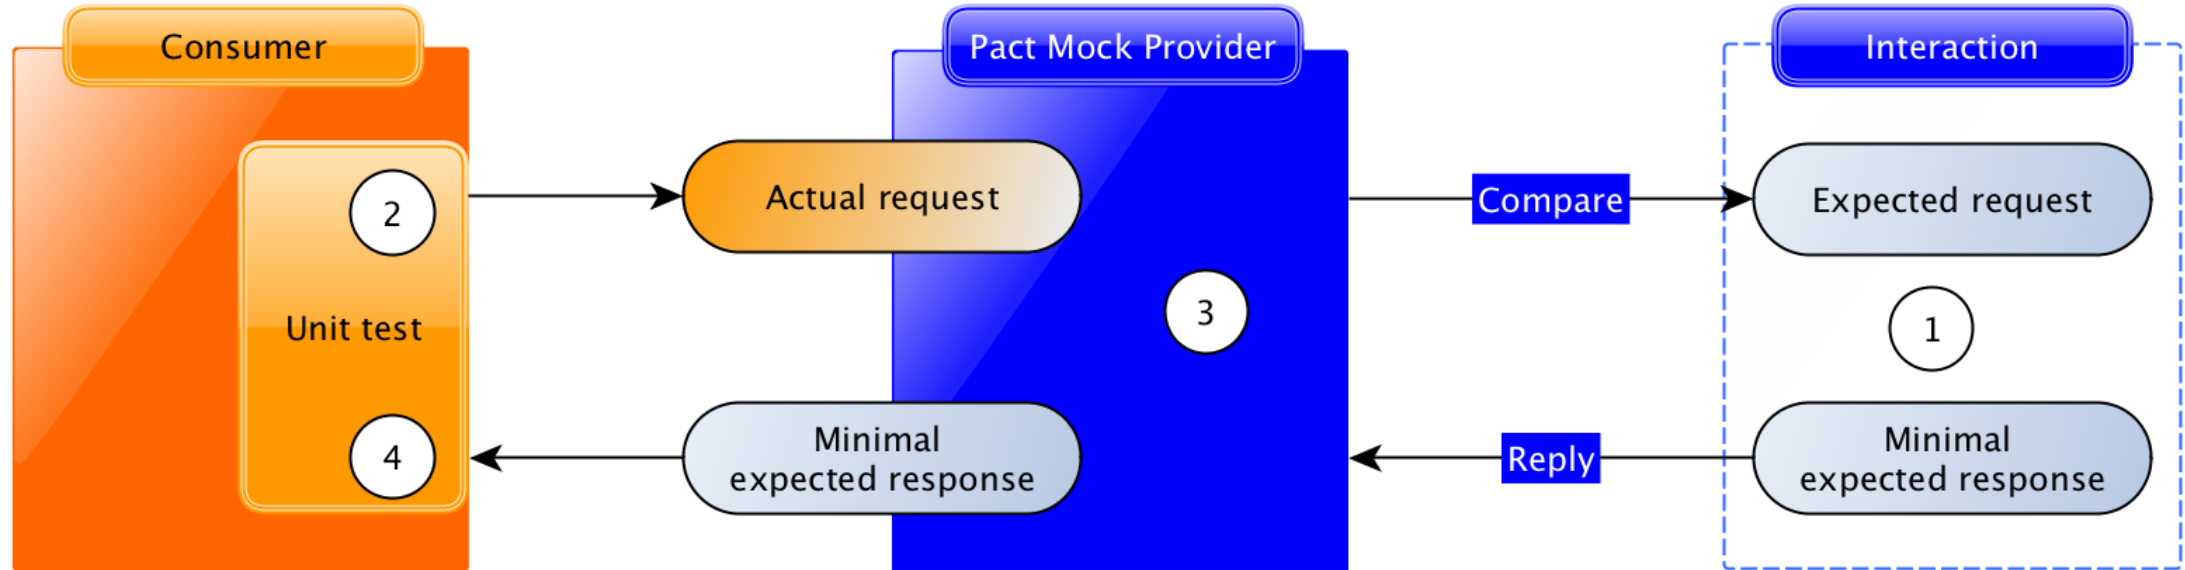 Consumer
Pact Mock Provider
Interaction
2
Actual request
Compare
Expected request
3
1
Unit test
4
Minimal
expected response
Reply
Minimal
expected response